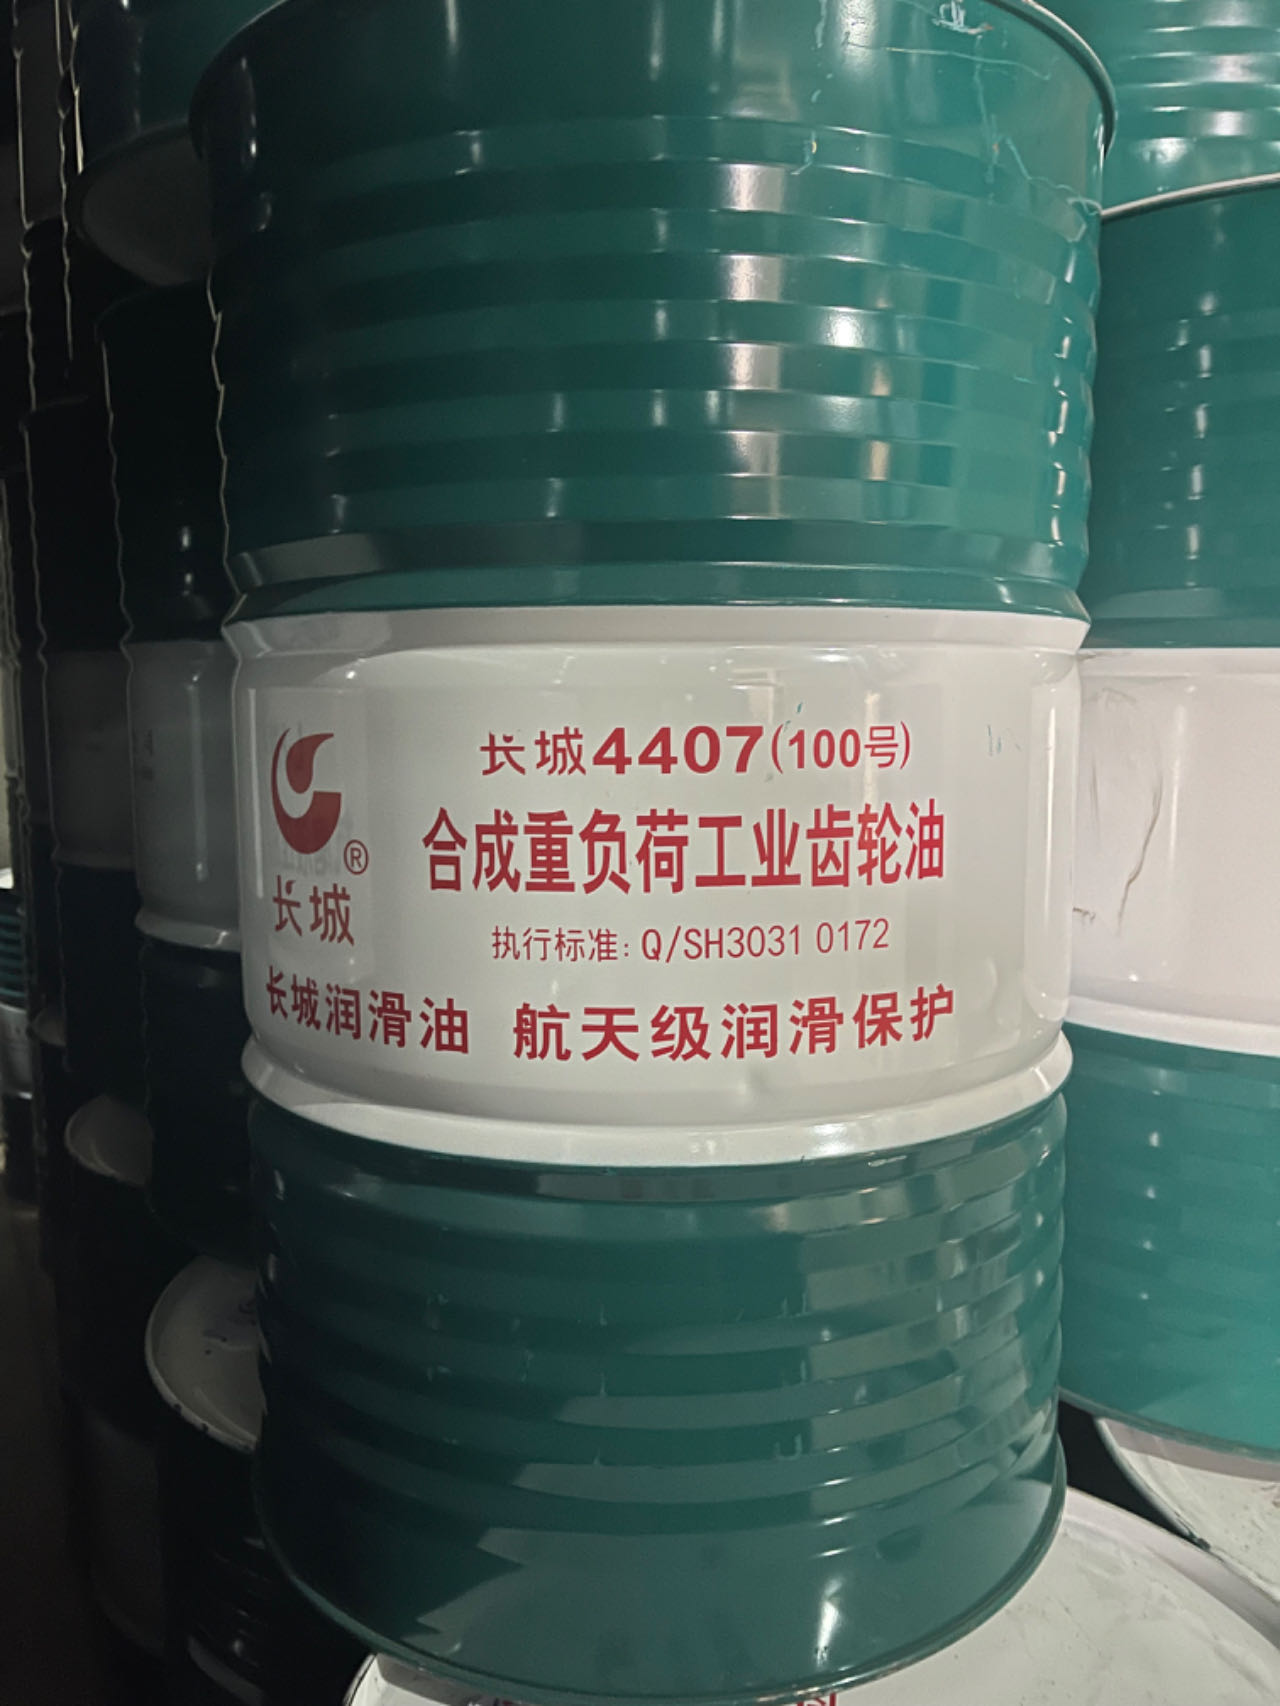 长城4407(100号)
合成重负荷工业齿轮油
®
长城
执行标准: Q/SH3031 0172
长城润滑油 航天级润滑保护